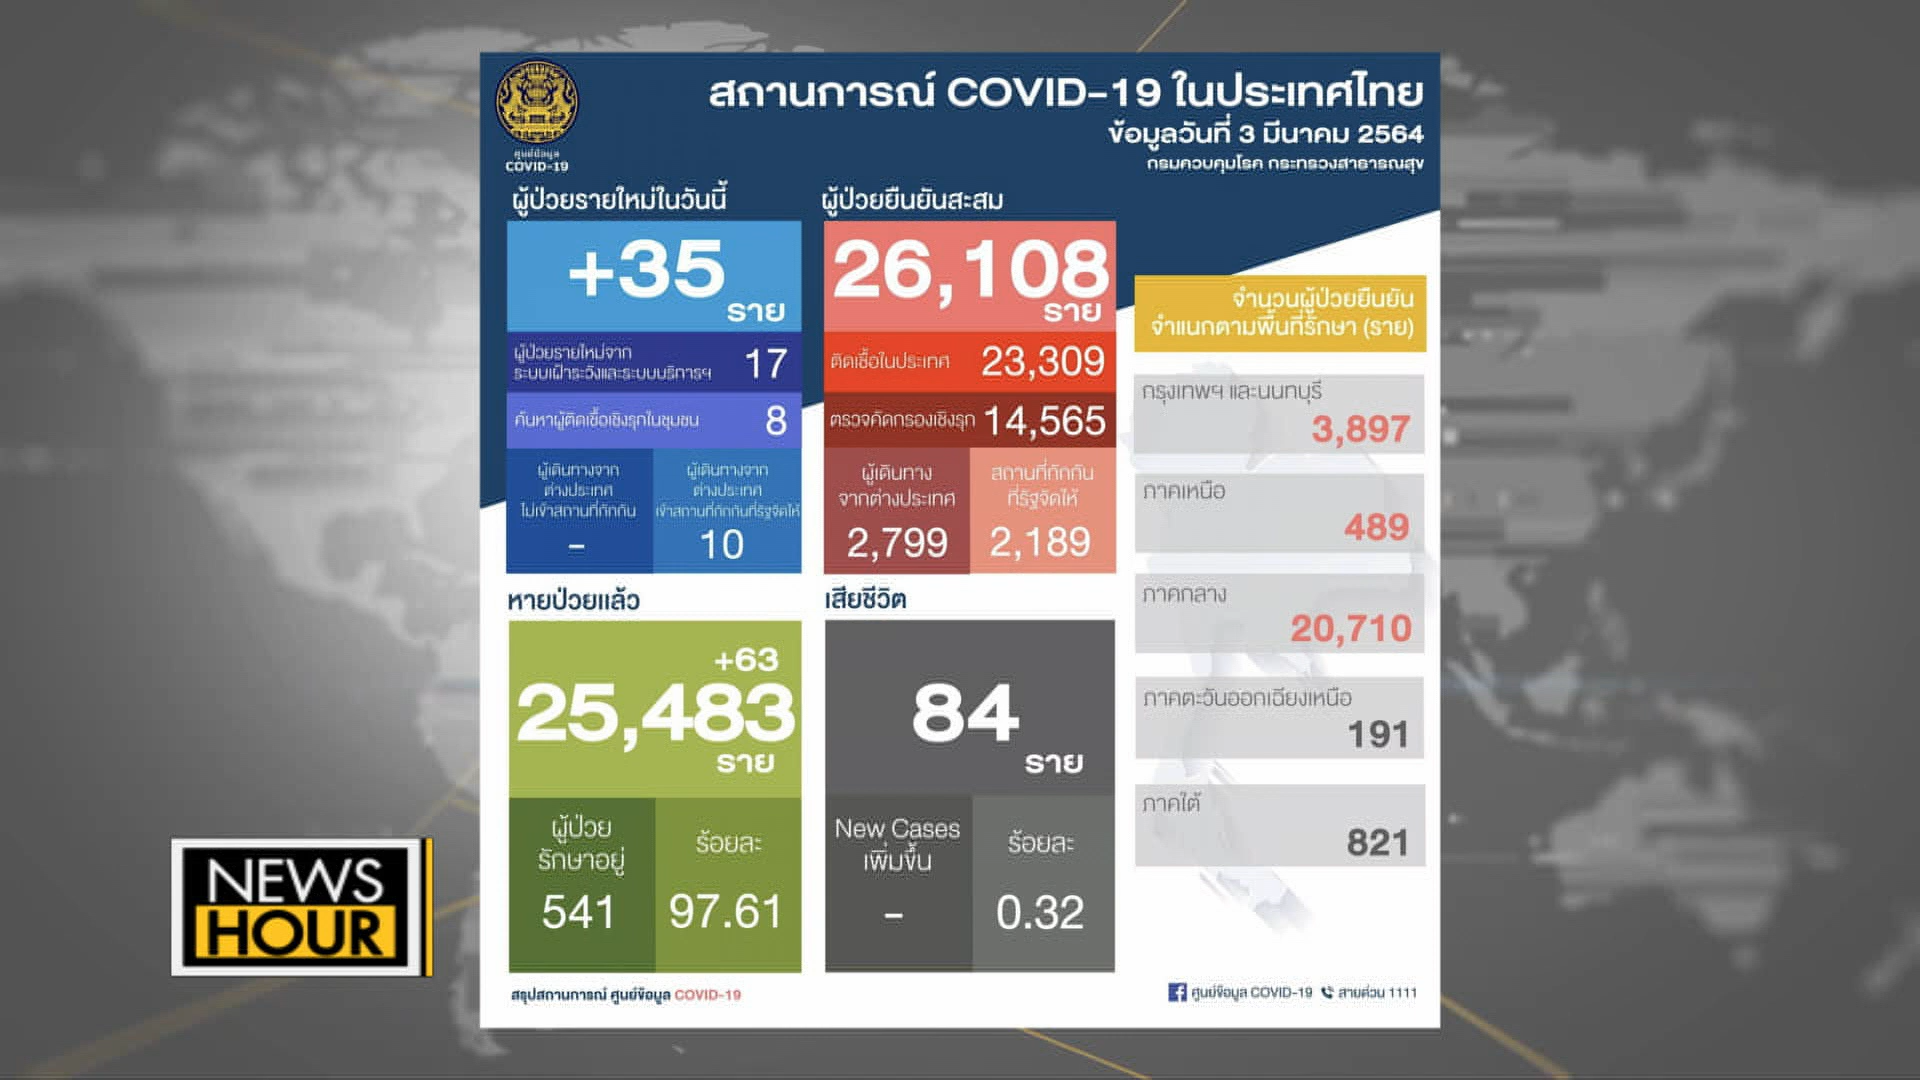 สถานการณ์ COVID-19 ในประเทศไทย
ข้อมูลวันที่ 3 มีนาคม 2564
กรมควบคุมโรค กระทรวงสาธารณสุข
ศูนย์ข้อมูล
COVID-19
ผู้ป่วยรายใหม่ในวันนี้
+35
ราย
ผู้ป่วยรายใหม่จาก
ระบบเฝ้าระวังและระบบบริการฯ
17
ค้นหาผู้ติดเชื้อเชิงรุกในชุมชน
8
ผู้เดินทางจาก
ต่างประเทศ
ไม่เข้าสถานที่กักกัน
-
ผู้เดินทางจาก
ต่างประเทศ
เข้าสถานที่กักกันที่รัฐจัดให้
10
ผู้ป่วยยืนยันสะสม
26,108
ราย
ติดเชื้อในประเทศ 23,309
ตรวจคัดกรองเชิงรุก 14,565
ผู้เดินทาง
จากต่างประเทศ
2,799
สถานที่กักกัน
ที่รัฐจัดให้
2,189
จำนวนผู้ป่วยยืนยัน
จำแนกตามพื้นที่รักษา (ราย)
กรุงเทพฯ และนนทบุรี
3,897
ภาคเหนือ
489
ภาคกลาง
20,710
ภาคตะวันออกเฉียงเหนือ
191
ภาคใต้
821
หายป่วยแล้ว
+63
25,483
ราย
ผู้ป่วย
รักษาอยู่
541
ร้อยละ
97.61
เสียชีวิต
84
ราย
New Cases
เพิ่มขึ้น
-
ร้อยละ
0.32
สรุปสถานการณ์ ศูนย์ข้อมูล COVID-19
ศูนย์ข้อมูล COVID-19 สายด่วน 1111
NEWS
HOUR